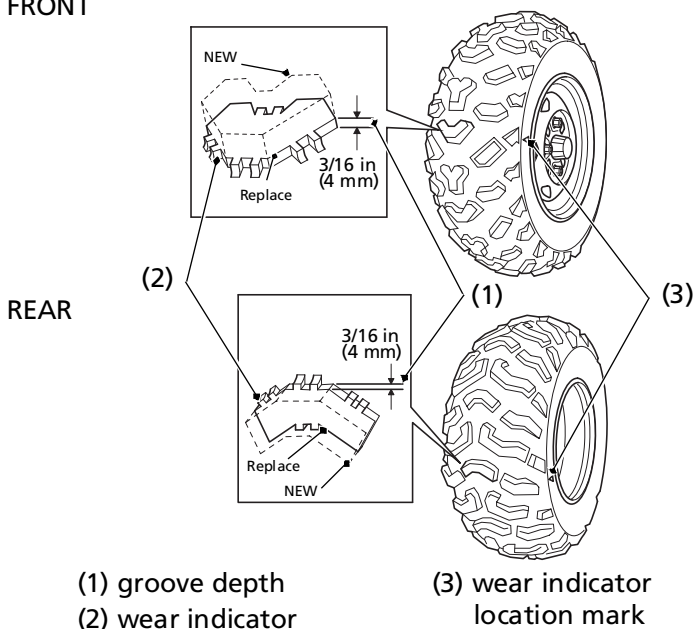 FRONT
NEW
3/16 in
(4 mm)
Replace
(2)
(1)
(3)
REAR
3/16 in
(4 mm)
Replace
NEW
(1) groove depth
(2) wear indicator
(3) wear indicator
location mark